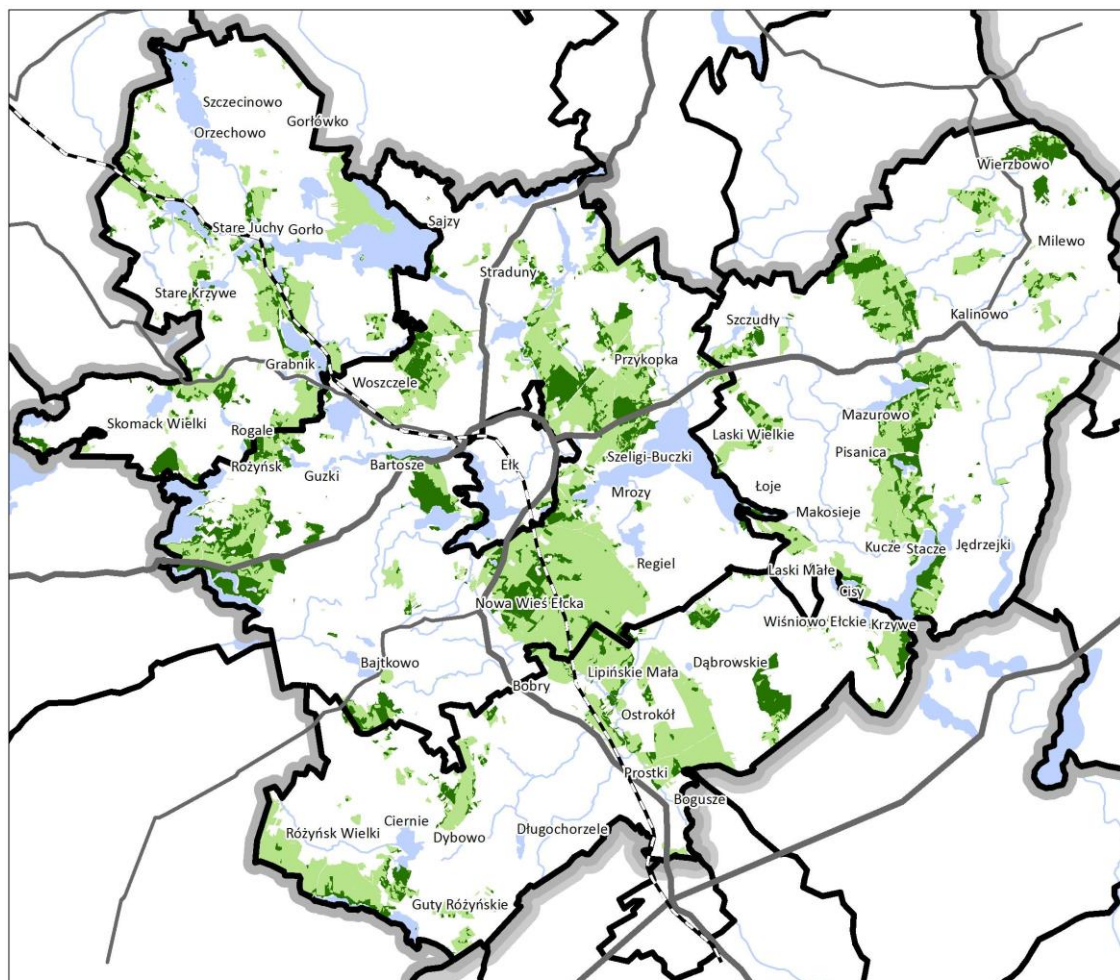 Szczecinowo
Gorłówko
Orzechowo
Wierzbowo
Sajzy
Stare Juchy
Gorło
Milewo
Straduny
Stare Krzywe
Kalinowo
Szczudły
Przykopka
Grabnik
Woszczele
Mazurowo
Skomack Wielki
Rogale
Laski Wielkie
Pisanica
Szeligi-Buczki
Ełk
Bartosze
Różyńsk
Guzki
Łoje
Mrozy
Makosieje
Kucze
Stacze
Jędrzejki
Regiel
Laski Małe
Cisy
Nowa Wieś Ełcka
Wiśniowo Ełckie
Krzywe
Bajtkowo
Lipińskie Mała
Dąbrowskie
Bobry
Ostrokół
Prostki
Bogusze
Ciernie
Różyńsk Wielki
Dybowo
Długochorzele
Guty Różyńskie